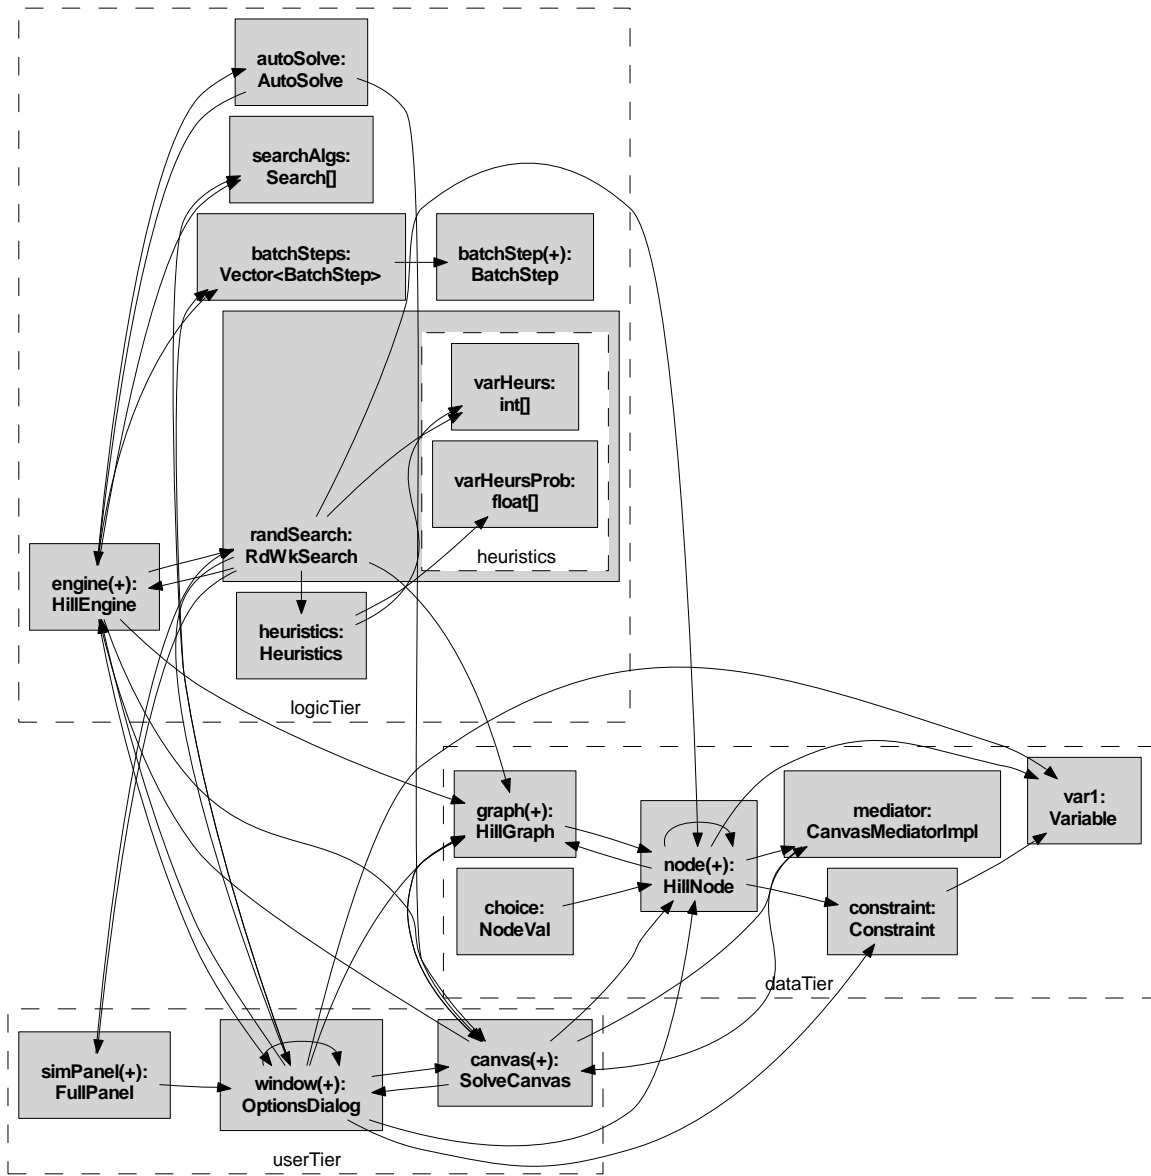 autoSolve:
AutoSolve
searchAlgs:
Search[]
batchSteps:
Vector<BatchStep>
batchStep(+):
BatchStep
varHeurs:
int[]
varHeursProb:
float[]
heuristics
randSearch:
RdWkSearch
engine(+):
HillEngine
heuristics:
Heuristics
logicTier
graph(+):
HillGraph
node(+):
HillNode
mediator:
CanvasMediatorImpl
var1:
Variable
choice:
NodeVal
constraint:
Constraint
dataTier
simPanel(+):
FullPanel
window(+):
OptionsDialog
canvas(+):
SolveCanvas
userTier